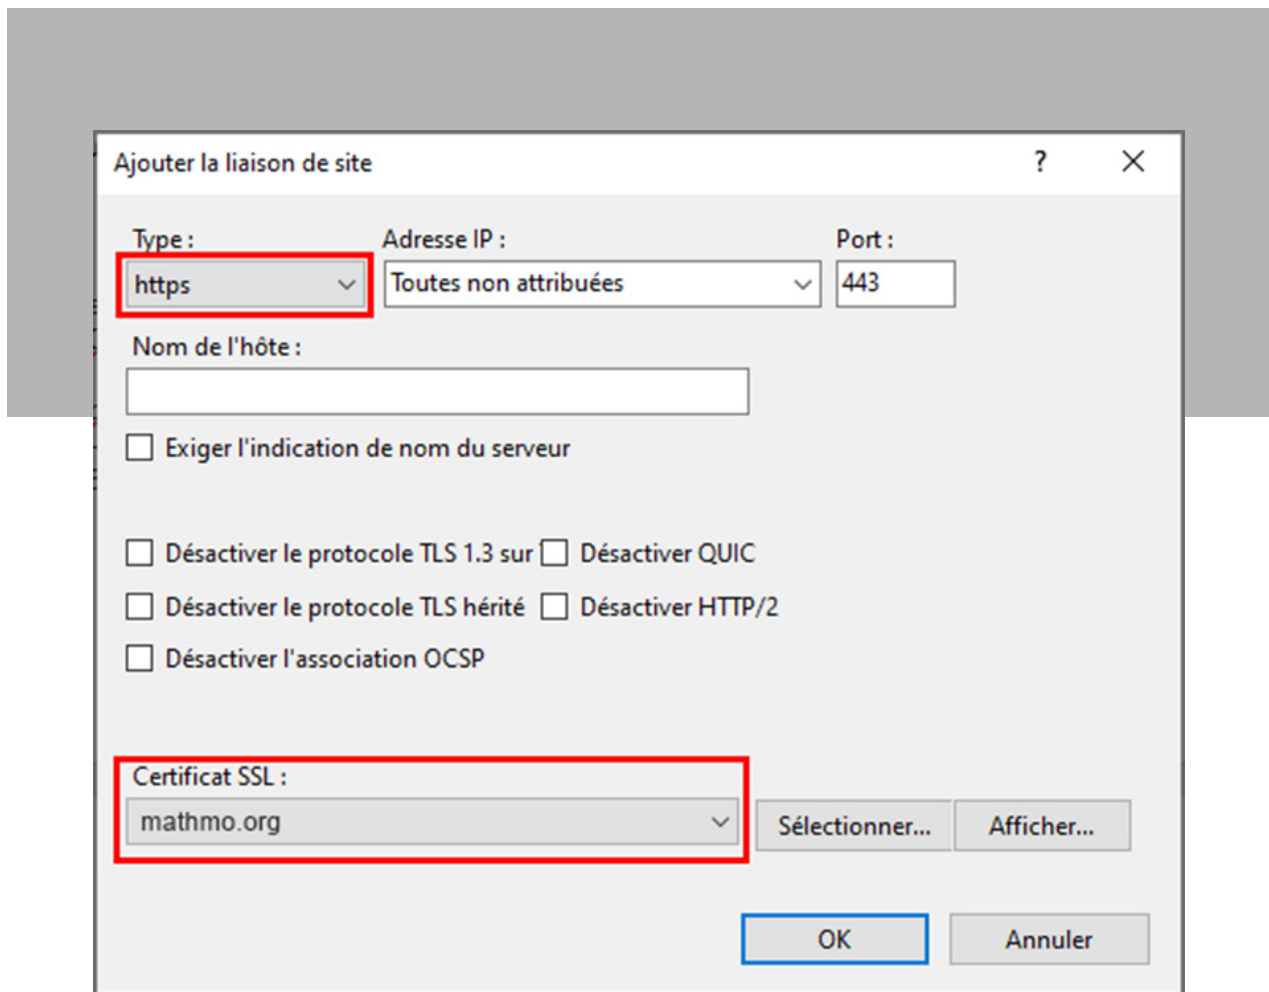 Ajouter la liaison de site ?
Type : Adresse IP : Port :
https Toutes non attribuées 443
Nom de l'hôte :
Exiger l'indication de nom du serveur
Désactiver le protocole TLS 1.3 sur Désactiver QUIC
Désactiver le protocole TLS hérité Désactiver HTTP/2
Désactiver l'association OCSP
Certificat SSL :
mathmo.org Sélectionner... Afficher...
OK Annuler